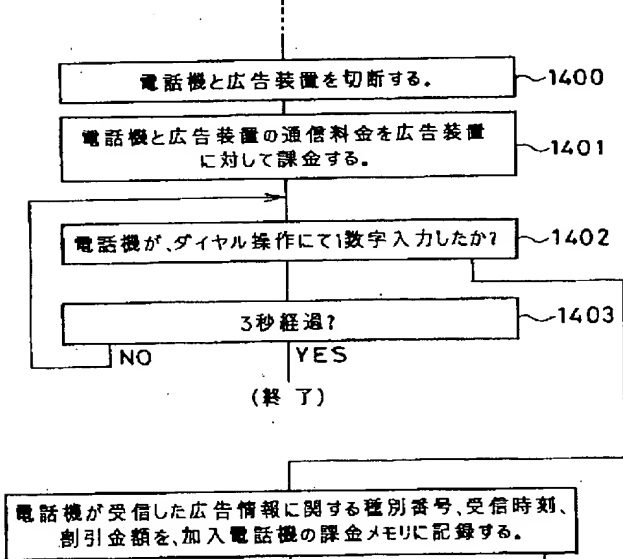 電話機と広告装置を切断する。
1400
電話機と広告装置の通信料金を広告装置
に対して課金する。
1401
電話機が、ダイヤル操作にて1数字入力したか?
1402
3秒経過?
1403
NO
YES
(終了)
電話機が受信した広告情報に関する種別番号、受信時刻、
割引金額を、加入電話機の課金メモリに記録する。